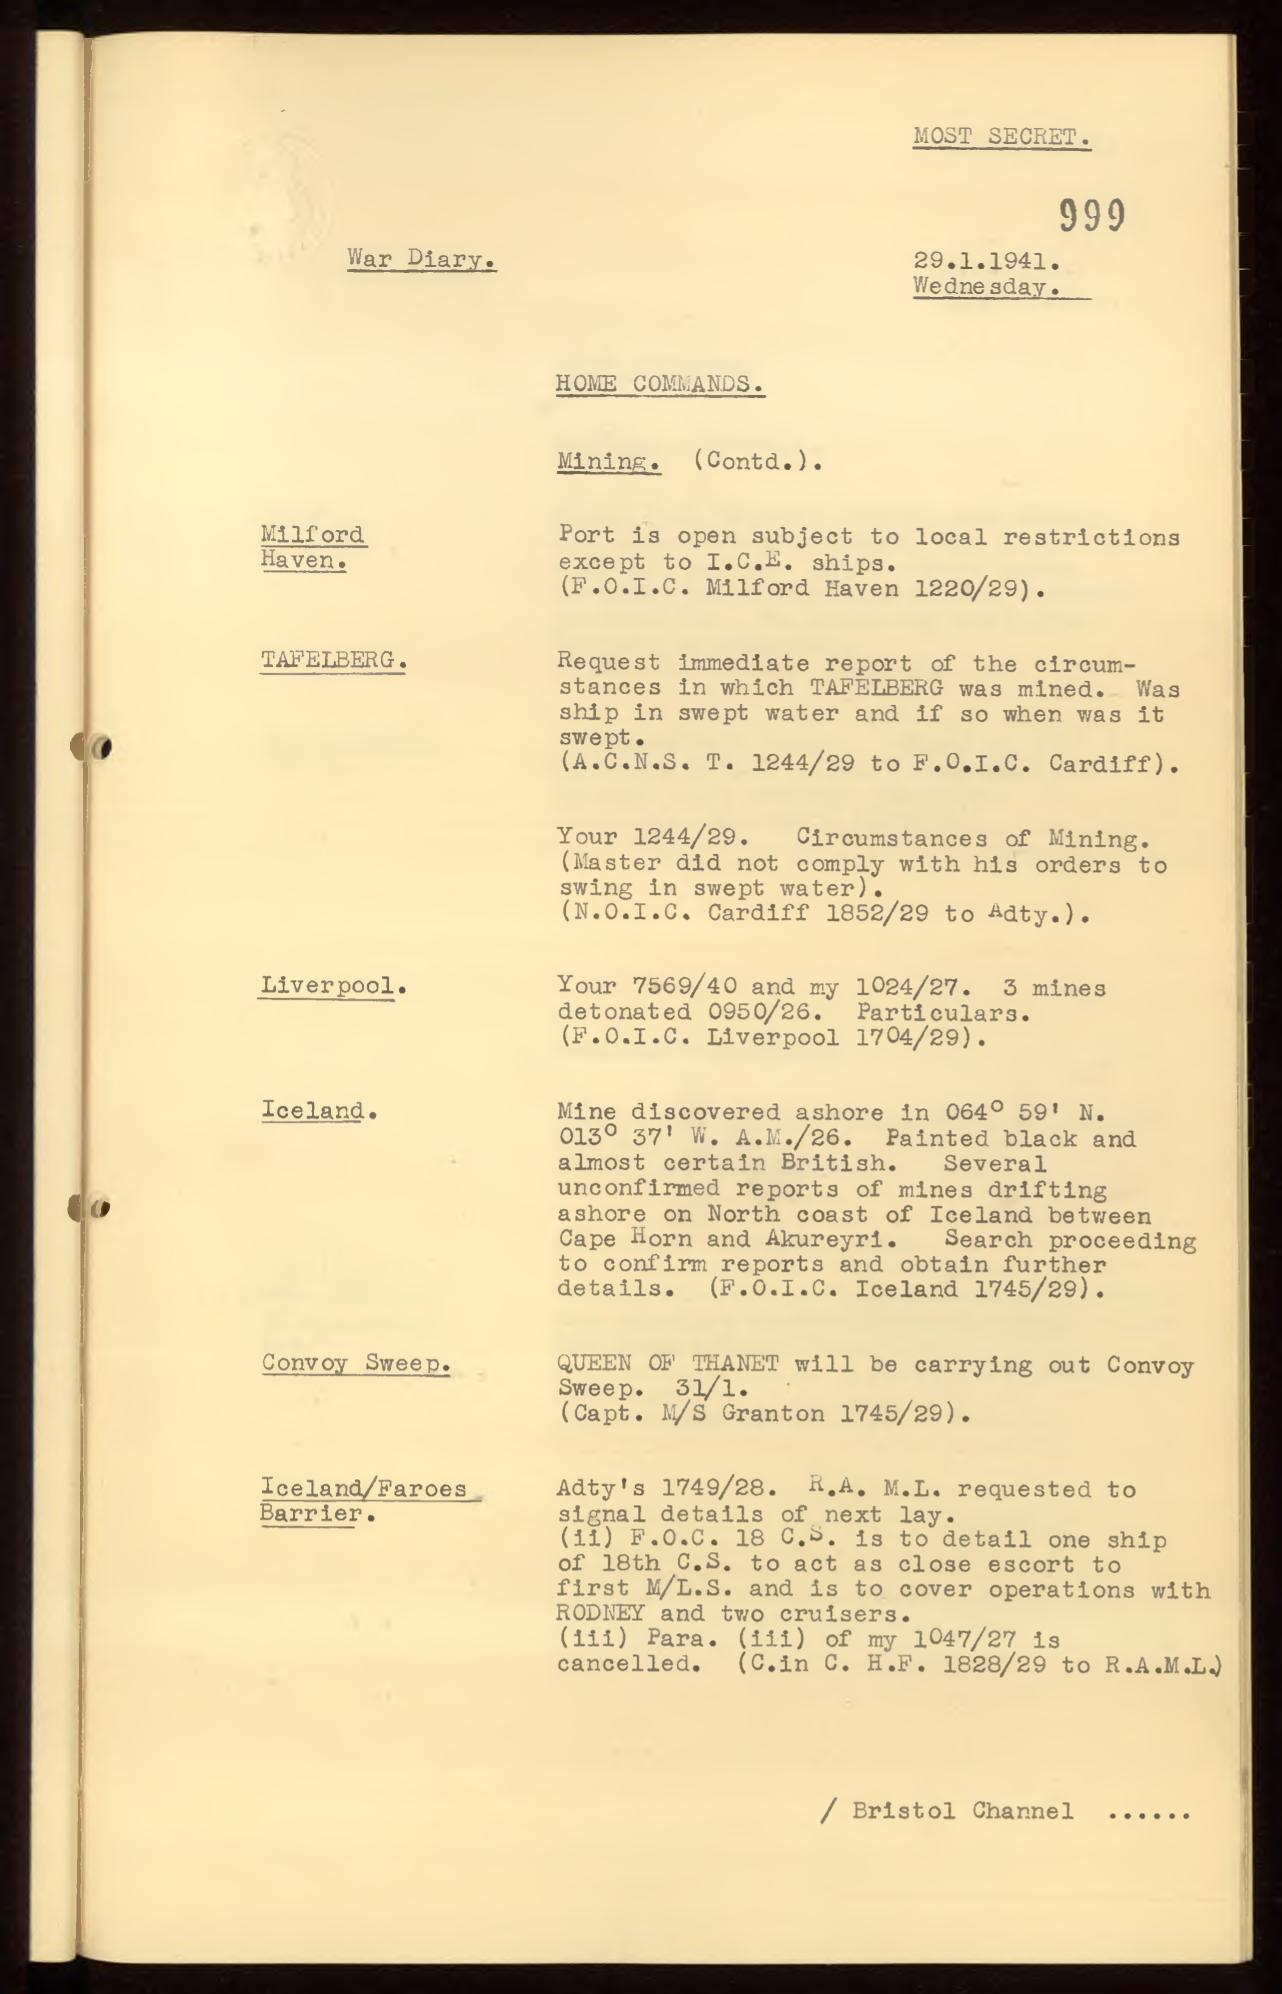 MOST SECRET.
999
War Diary.
29.1.1941.
Wednesday.
HOME COMMANDS.
Mining. (Contd.).
Milford
Haven.
Port is open subject to local restrictions
except to I.C.E. ships.
(F.O.I.C. Milford Haven 1220/29).
TAFELBERG.
Request immediate report of the circum-
stances in which TAFELBERG was mined. Was
ship in swept water and if so when was it
swept.
(A.C.N.S. T. 1244/29 to F.O.I.C. Cardiff).
Your 1244/29. Circumstances of Mining.
(Master did not comply with his orders to
swing in swept water).
(N.O.I.C. Cardiff 1852/29 to Adty.).
Liverpool.
Your 7569/40 and my 1024/27. 3 mines
detonated 0950/26. Particulars.
(F.O.I.C. Liverpool 1704/29).
Iceland.
Mine discovered ashore in 064° 59' N.
013° 37' W. A.M./26. Painted black and
almost certain British. Several
unconfirmed reports of mines drifting
ashore on North coast of Iceland between
Cape Horn and Akureyri. Search proceeding
to confirm reports and obtain further
details. (F.O.I.C. Iceland 1745/29).
Convoy Sweep.
QUEEN OF THANET will be carrying out Convoy
Sweep. 31/1.
(Capt. M/S Granton 1745/29).
Iceland/Faroes
Barrier.
Adty's 1749/28. R.A. M.L. requested to
signal details of next lay.
(ii) F.O.C. 18 C.S. is to detail one ship
of 18th C.S. to act as close escort to
first M/L.S. and is to cover operations with
RODNEY and two cruisers.
(iii) Para. (iii) of my 1047/27 is
cancelled. (C.in C. H.F. 1828/29 to R.A.M.L.)
/ Bristol Channel ......